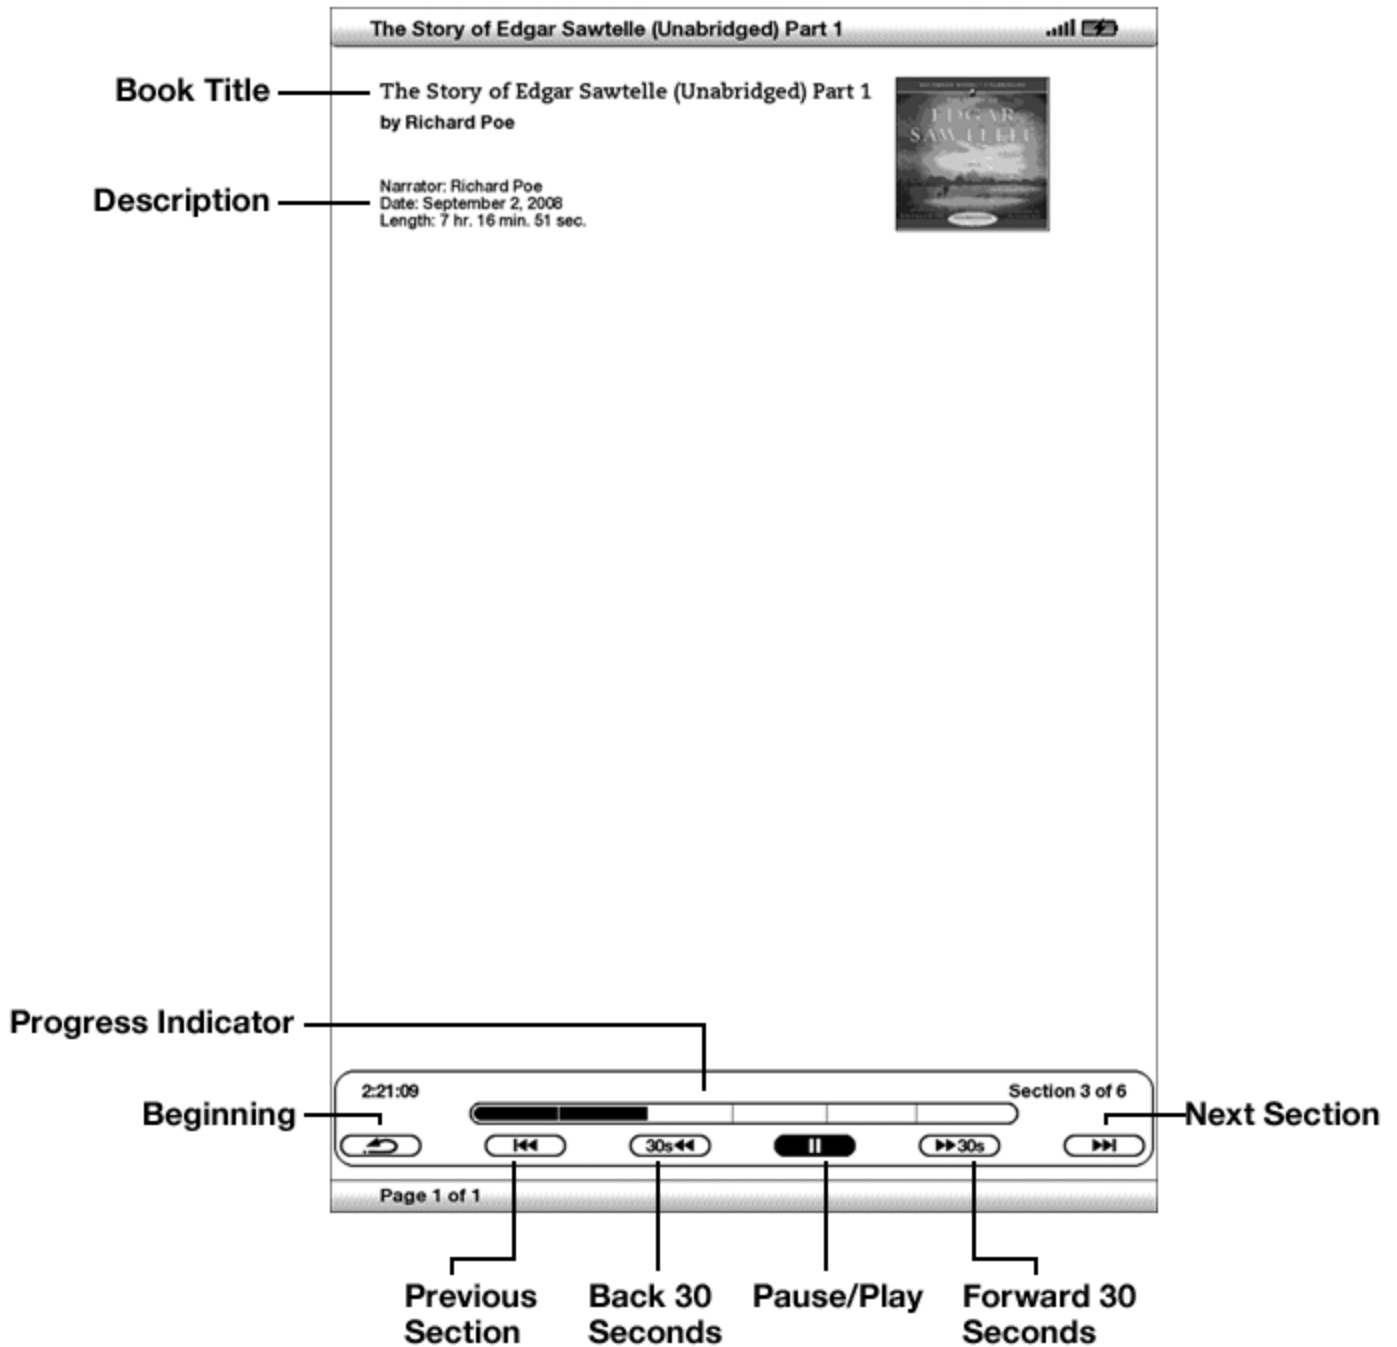 The Story of Edgar Sawtelle (Unabridged) Part 1
Book Title
The Story of Edgar Sawtelle (Unabridged) Part 1
by Richard Poe
EDGAR
SAWTELLE
Description
Narrator: Richard Poe
Date: September 2, 2008
Length: 7 hr. 16 min. 51 sec.
Progress Indicator
2:21:09
Section 3 of 6
Beginning
Next Section
30s
30s
Page 1 of 1
Previous
Section
Back 30
Seconds
Pause/Play
Forward 30
Seconds